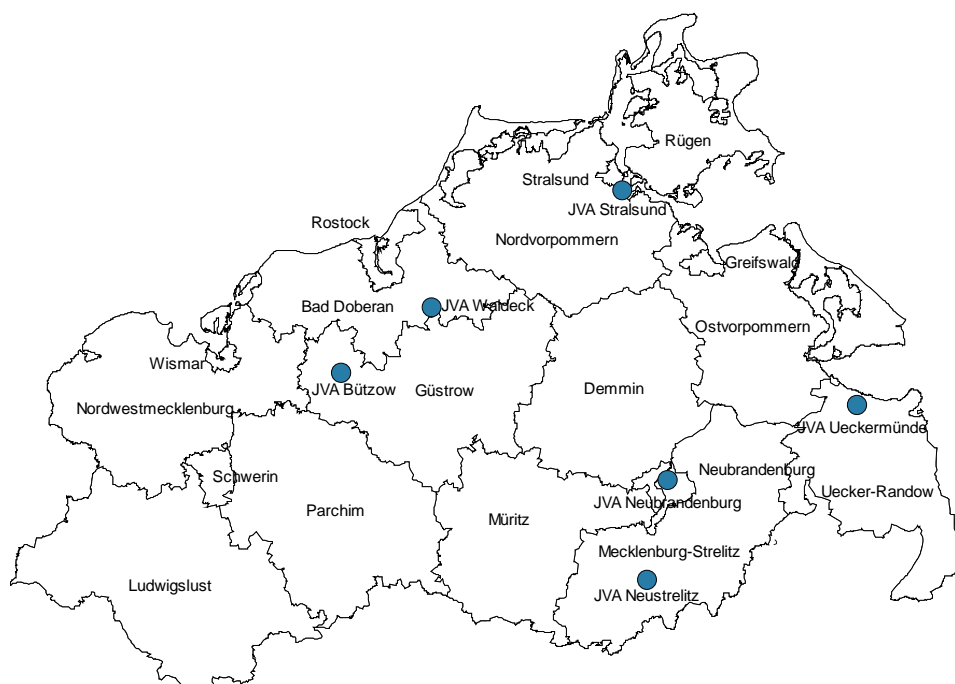 Rügen
Stralsund
JVA Stralsund
Rostock
Nordvorpommern
Greifswald
Bad Doberan
JVA Waldeck
Ostvorpommern
Wismar
JVA Bützow
Güstrow
Demmin
Nordwestmecklenburg
JVA Ueckermünde
Schwerin
Neubrandenburg
Uecker-Randow
JVA Neubrandenburg
Parchim
Müritz
Mecklenburg-Strelitz
Ludwigslust
JVA Neustrelitz